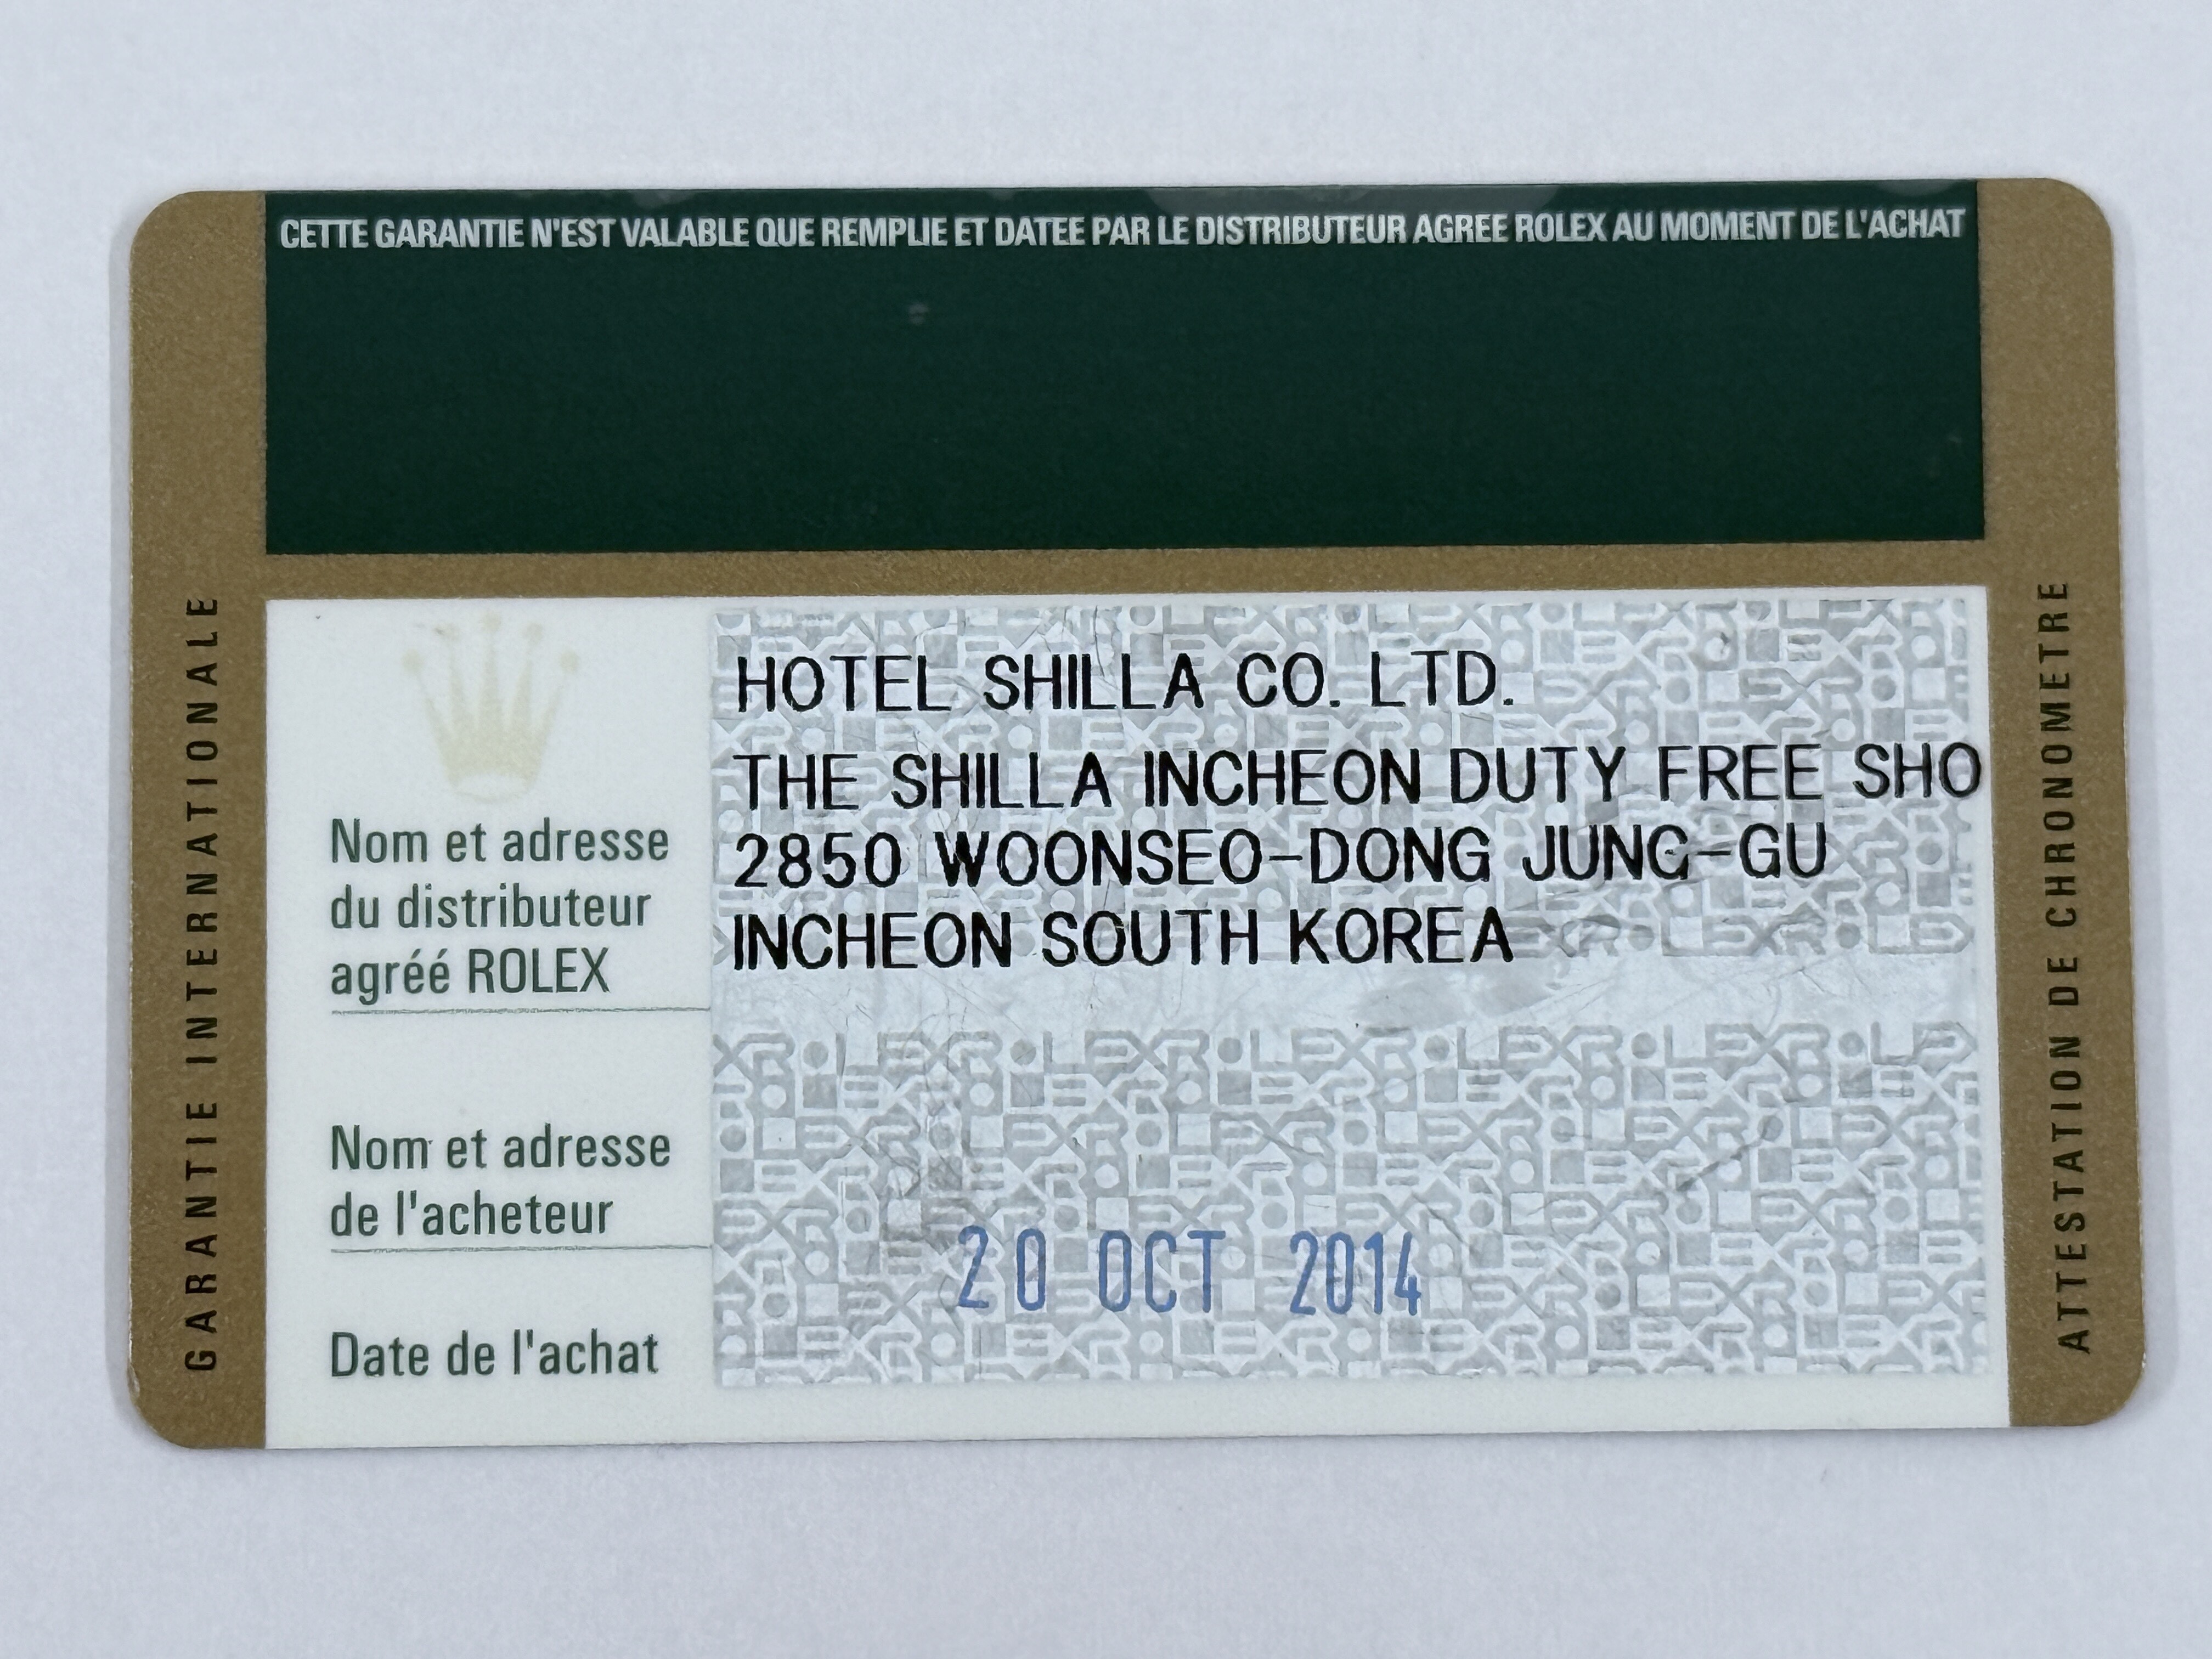 CETTE GARANTIE N'EST VALABLE QUE REMPLIE ET DATEE PAR LE DISTRIBUTEUR AGREE ROLEX AU MOMENT DE L'ACHAT
GARANTIE INTERNATIONALE
HOTEL SHILLA CO. LTD.
THE SHILLA INCHEON DUTY FREE SHO
2850 WOONSEO-DONG JUNG-GU
INCHEON SOUTH KOREA
Nom et adresse
du distributeur
agréé ROLEX
Nom et adresse
de l'acheteur
20 OCT 2014
Date de l'achat
ATTESTATION DE CHRONOMETRE